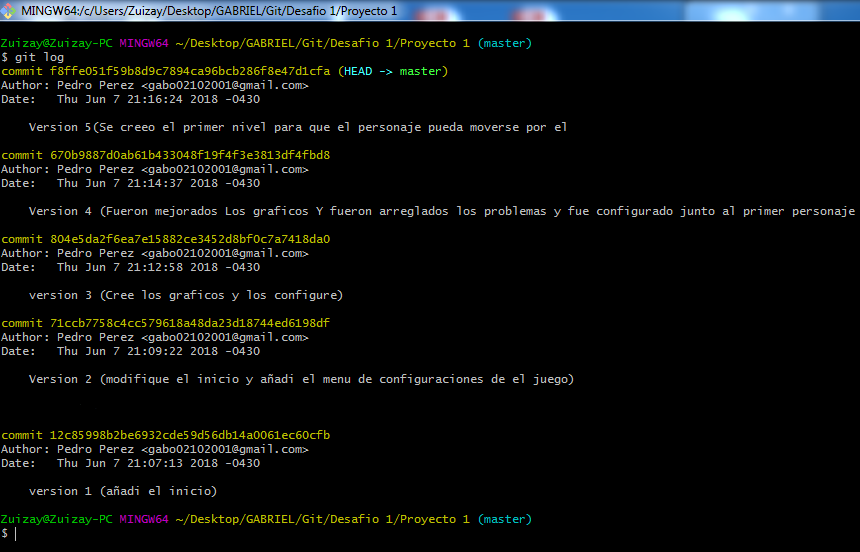 MINGW64:/c/Users/Zuizay/Desktop/GABRIEL/Git/Desafio 1/Proyecto 1
Zuizay@Zuizay-PC MINGW64 ~/Desktop/GABRIEL/Git/Desafio 1/Proyecto 1 (master)
$ git log
commit f8ffe051f59b8d9c7894ca96bcb286f8e47d1cfa (HEAD -> master)
Author: Pedro Perez <gabo02102001@gmail.com>
Date:   Thu Jun 7 21:16:24 2018 -0430
Version 5(Se creeo el primer nivel para que el personaje pueda moverse por el
commit 670b9887d0ab61b433048f19f4f3e3813df4fbd8
Author: Pedro Perez <gabo02102001@gmail.com>
Date:   Thu Jun 7 21:14:37 2018 -0430
Version 4 (Fueron mejorados Los graficos Y fueron arreglados los problemas y fue configurado junto al primer personaje
commit 804e5da2f6ea7e15882ce3452d8bf0c7a7418da0
Author: Pedro Perez <gabo02102001@gmail.com>
Date:   Thu Jun 7 21:12:58 2018 -0430
version 3 (Cree los graficos y los configure)
commit 71ccb7758c4cc579618a48da23d18744ed6198df
Author: Pedro Perez <gabo02102001@gmail.com>
Date:   Thu Jun 7 21:09:22 2018 -0430
Version 2 (modifique el inicio y añadi el menu de configuraciones de el juego)
commit 12c85998b2be6932cde59d56db14a0061ec60cfb
Author: Pedro Perez <gabo02102001@gmail.com>
Date:   Thu Jun 7 21:07:13 2018 -0430
version 1 (añadi el inicio)
Zuizay@Zuizay-PC MINGW64 ~/Desktop/GABRIEL/Git/Desafio 1/Proyecto 1 (master)
$